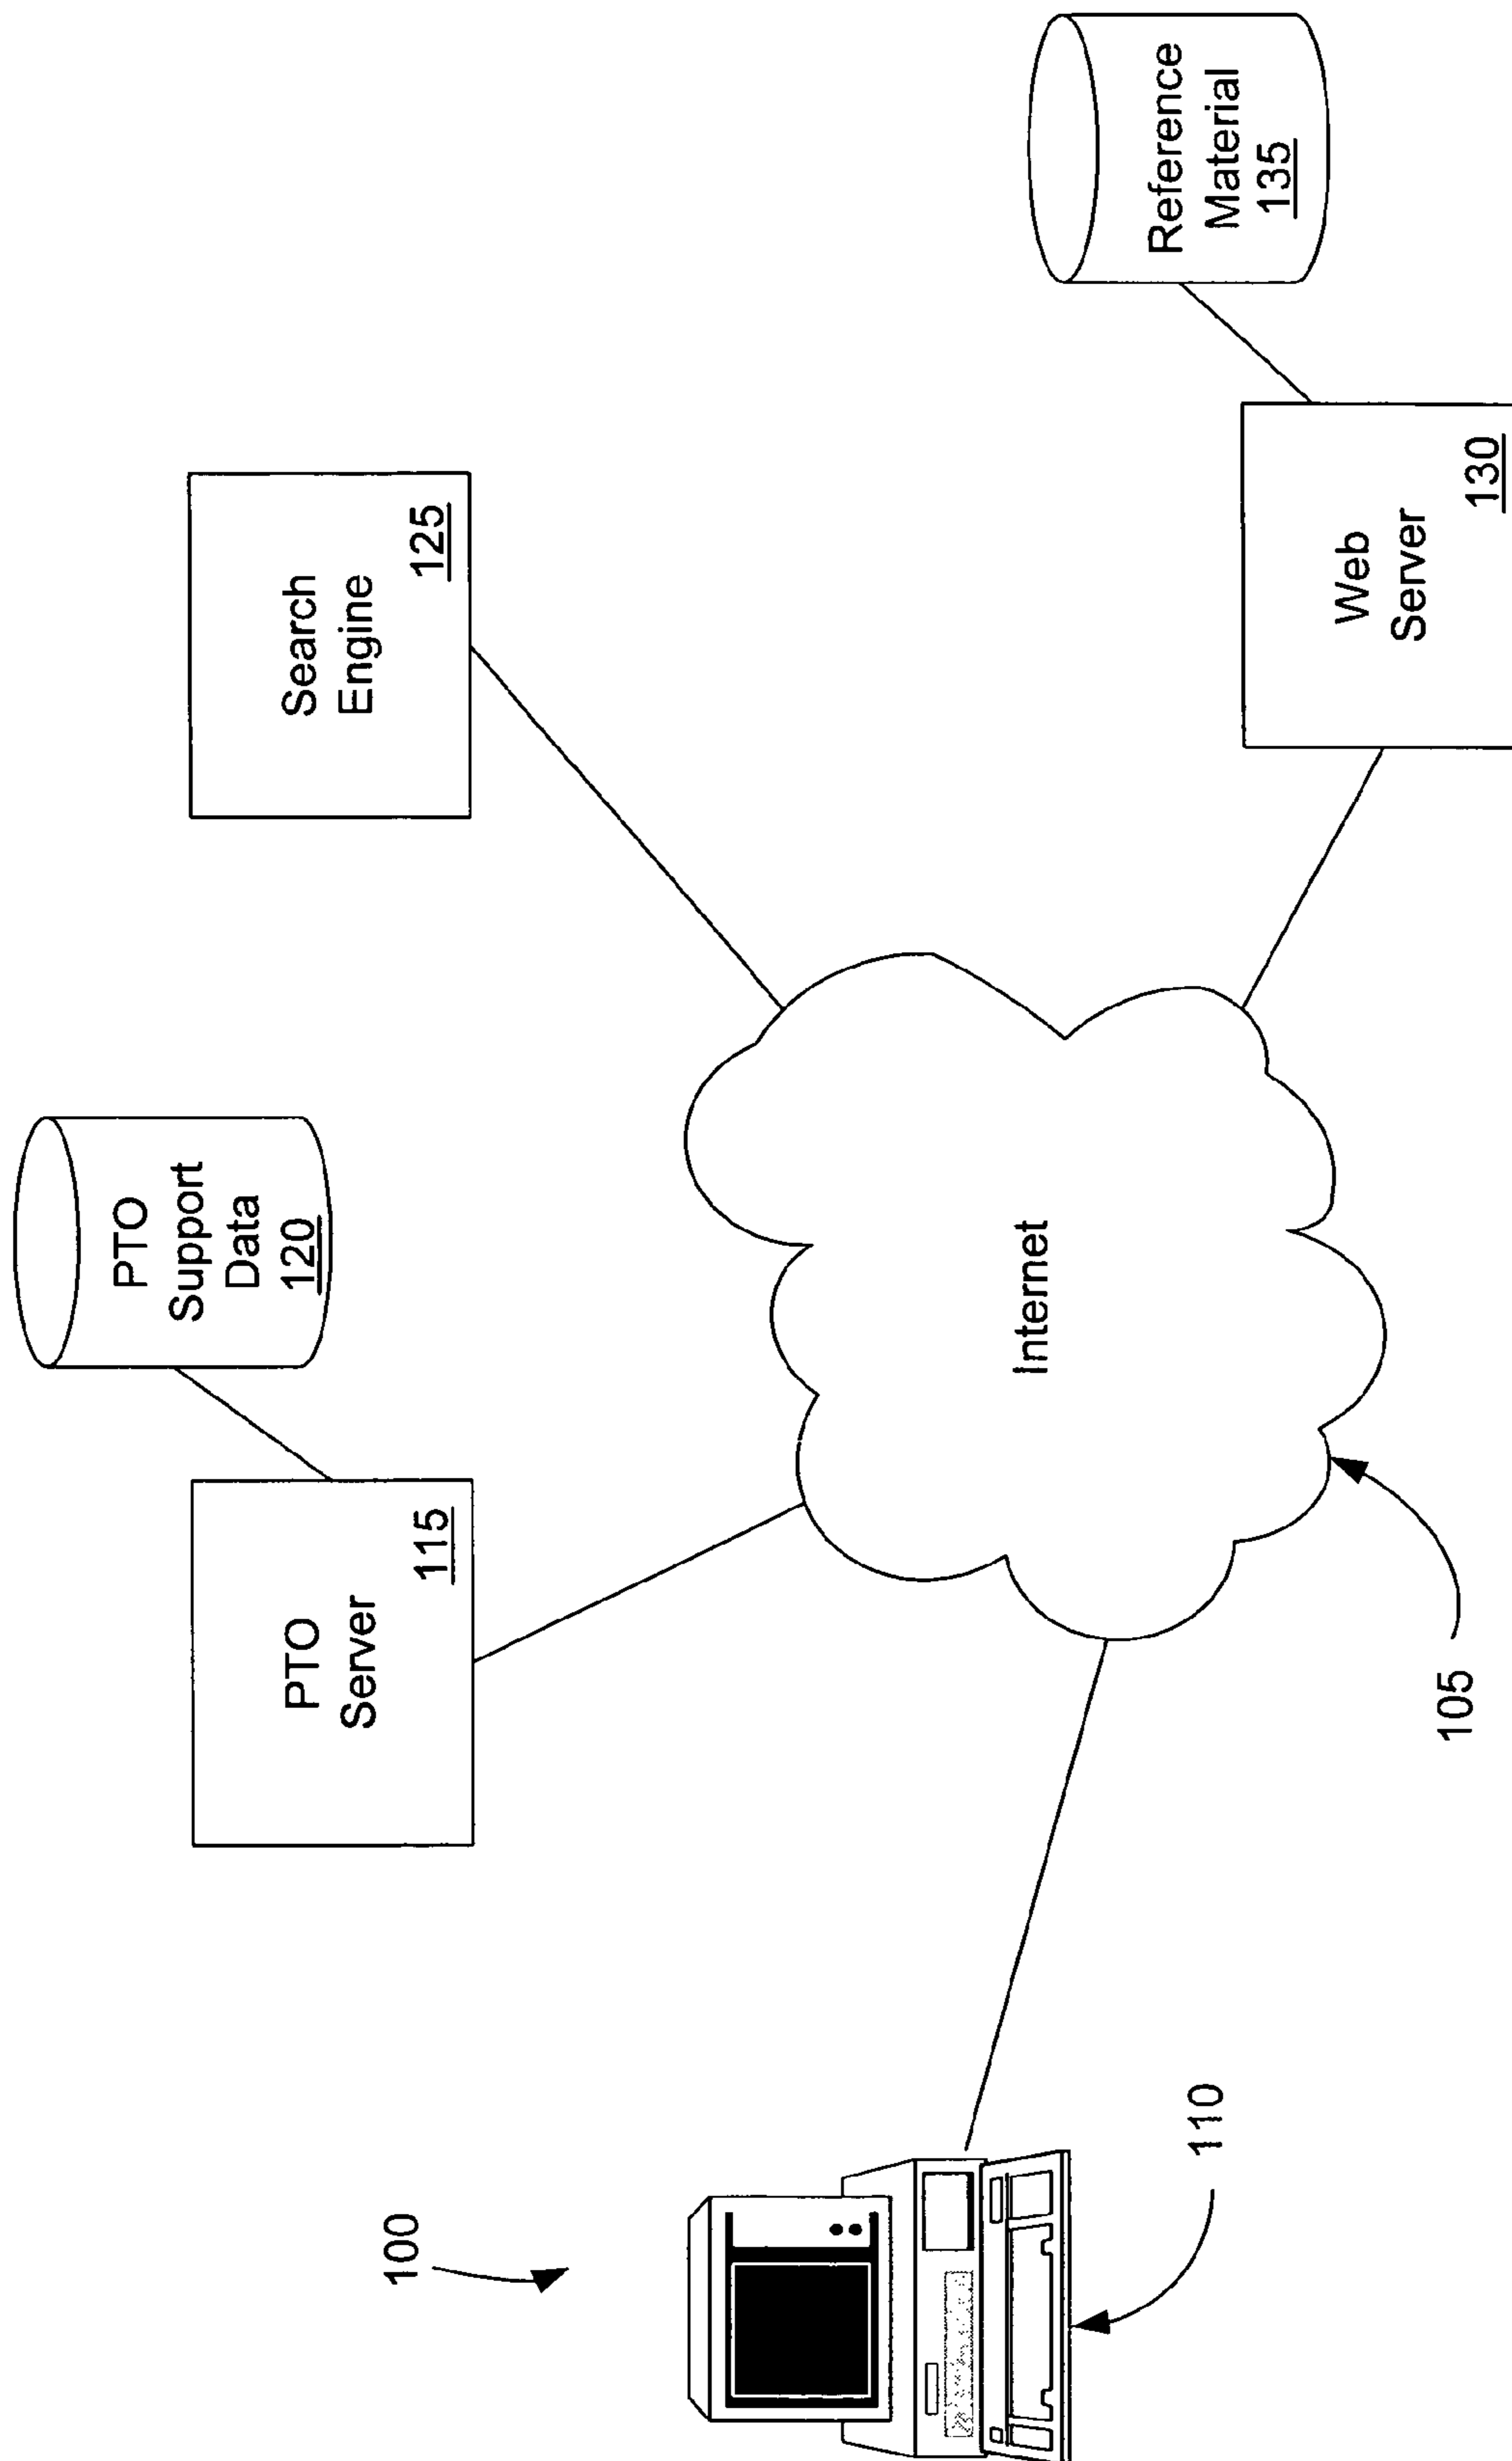 PTO
Support
Data
120
PTO
Server
115
Search
Engine
125
100
Internet
110
105
Web
Server
130
Reference
Material
135